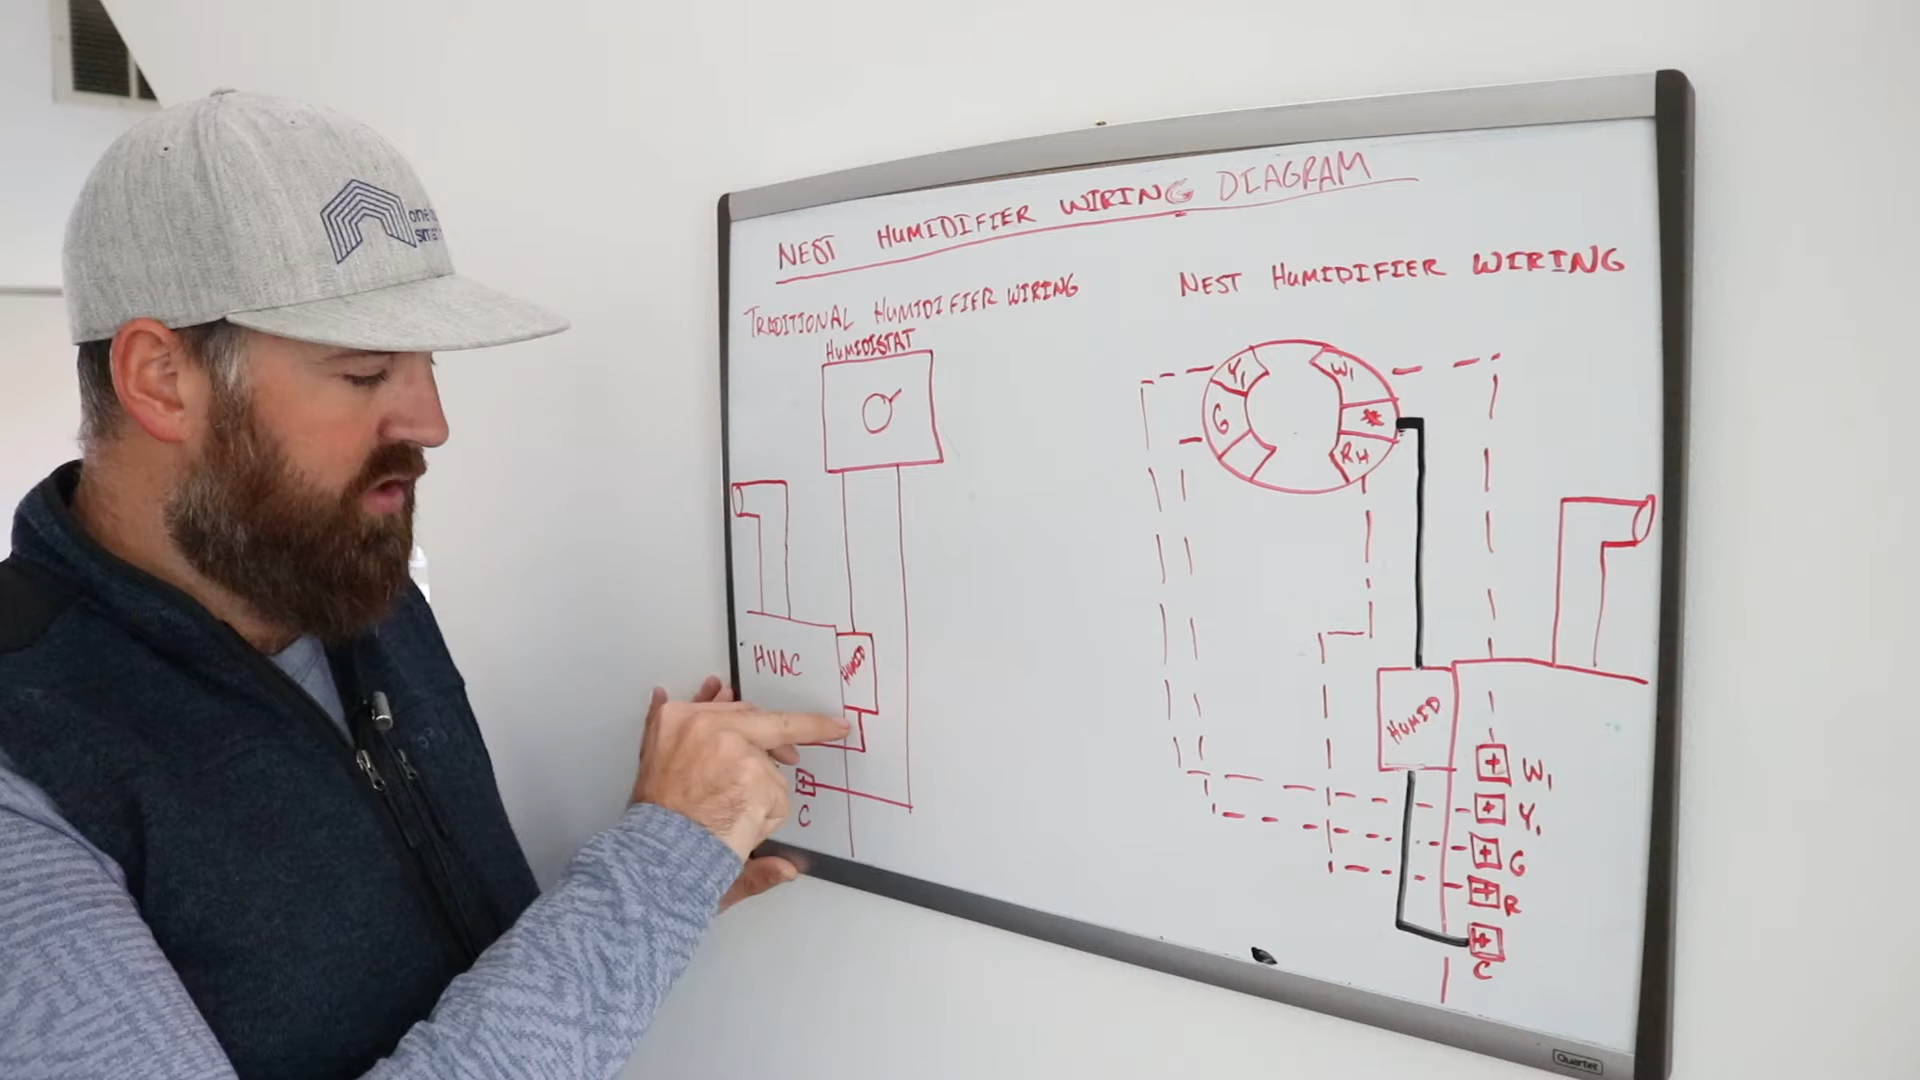 NEST HUMIDIFIER WIRING DIAGRAM
TRADITIONAL HUMIDIFIER WIRING
HUMIDISTAT
HVAC
HUMID
C
NEST HUMIDIFIER WIRING
Y1
W1
G
*
RH
HUMID
W1
Y1
G
R
C
Quartet
one